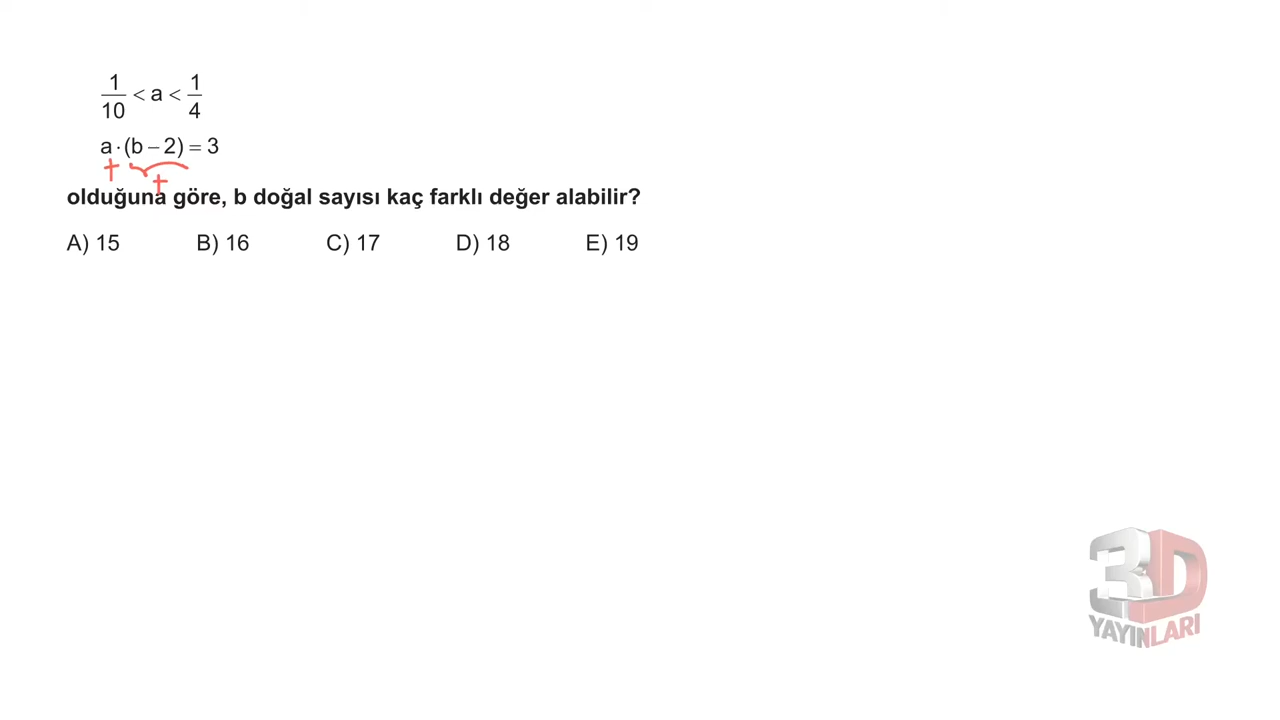 1/10 < a < 1/4
a · (b – 2) = 3
+ +
olduğuna göre, b doğal sayısı kaç farklı değer alabilir?
A) 15 B) 16 C) 17 D) 18 E) 19
3D
YAYINLARI